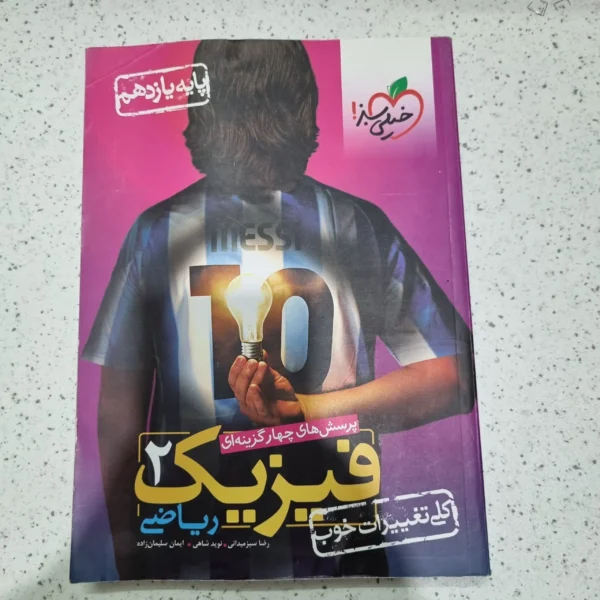 پایه یازدهم
خیلی سبز!
MESSI
10
پرسش‌های چهارگزینه‌ای
فیزیک ۲
ریاضی
کلی تغییرات خوب
رضا سبزمیدانی • نوید شاهی • ایمان سلیمان‌زاده